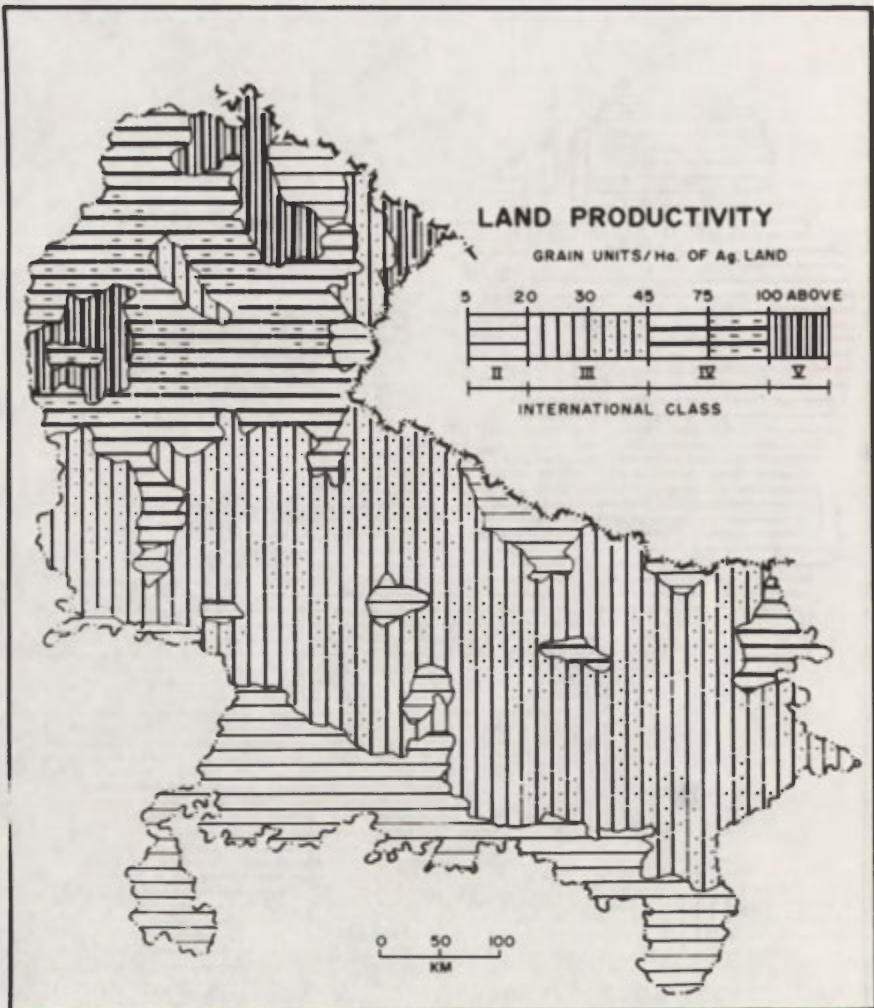 LAND PRODUCTIVITY
GRAIN UNITS/Ha. OF Ag. LAND
5 20 30 45 75 100 ABOVE
II III IV V
INTERNATIONAL CLASS
0 50 100
KM